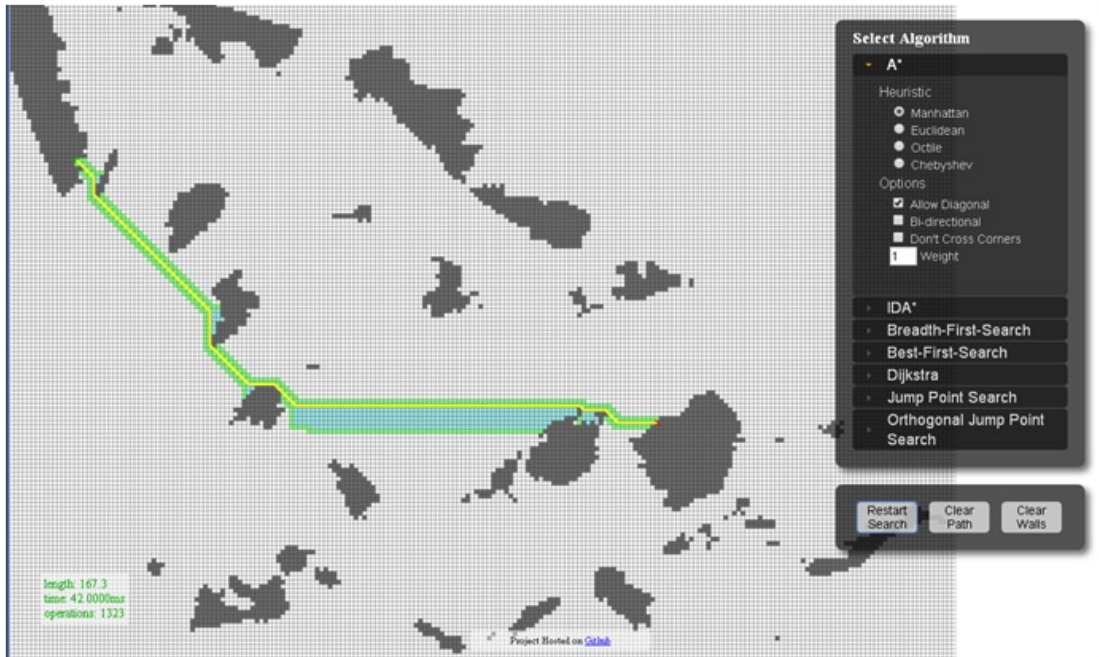 Select Algorithm
A*
Heuristic
Manhattan
Euclidean
Octile
Chebyshev
Options
Allow Diagonal
Bi-directional
Don't Cross Corners
1 Weight
IDA*
Breadth-First-Search
Best-First-Search
Dijkstra
Jump Point Search
Orthogonal Jump Point
Search
Restart Clear Clear
Search Path Walls
length: 167.3
time: 42.0000ms
operations: 1323
Project Hosted on Github